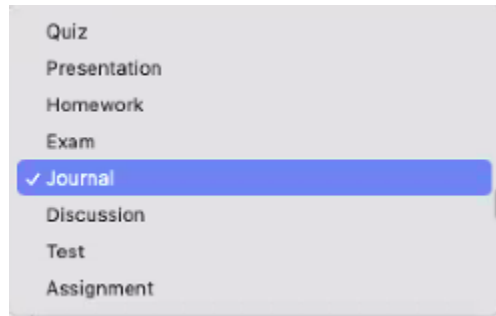 Quiz
Presentation
Homework
Exam
✓ Journal
Discussion
Test
Assignment